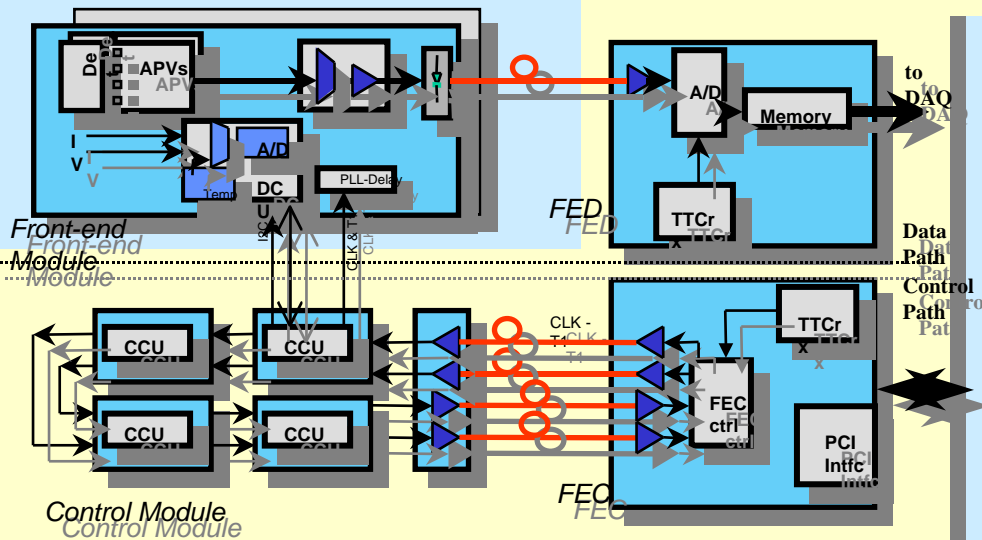 De
t
APVs
A/D
Memory
to
DAQ
I
V
A/D
Temp
DC
U
PLL-Delay
TTCr
x
FED
Front-end
Module
I2C
CLK & T1
Data
Path
Control
Path
CCU
CCU
CLK -
T1
TTCr
x
FEC
ctrl
CCU
CCU
PCI
Intfc
FEC
Control Module